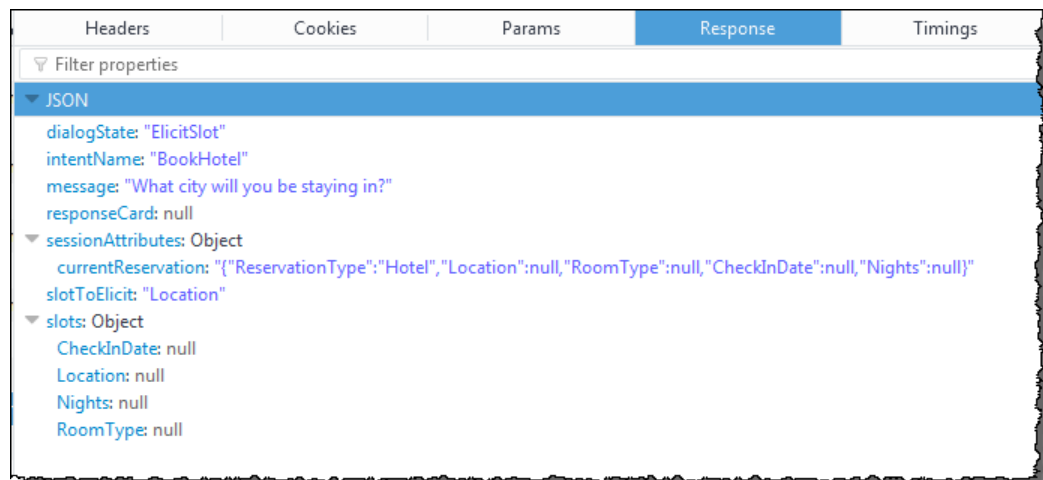 Headers Cookies Params Response Timings
Filter properties
JSON
dialogState: "ElicitSlot"
intentName: "BookHotel"
message: "What city will you be staying in?"
responseCard: null
sessionAttributes: Object
currentReservation: "{"ReservationType":"Hotel","Location":null,"RoomType":null,"CheckInDate":null,"Nights":null}"
slotToElicit: "Location"
slots: Object
CheckInDate: null
Location: null
Nights: null
RoomType: null